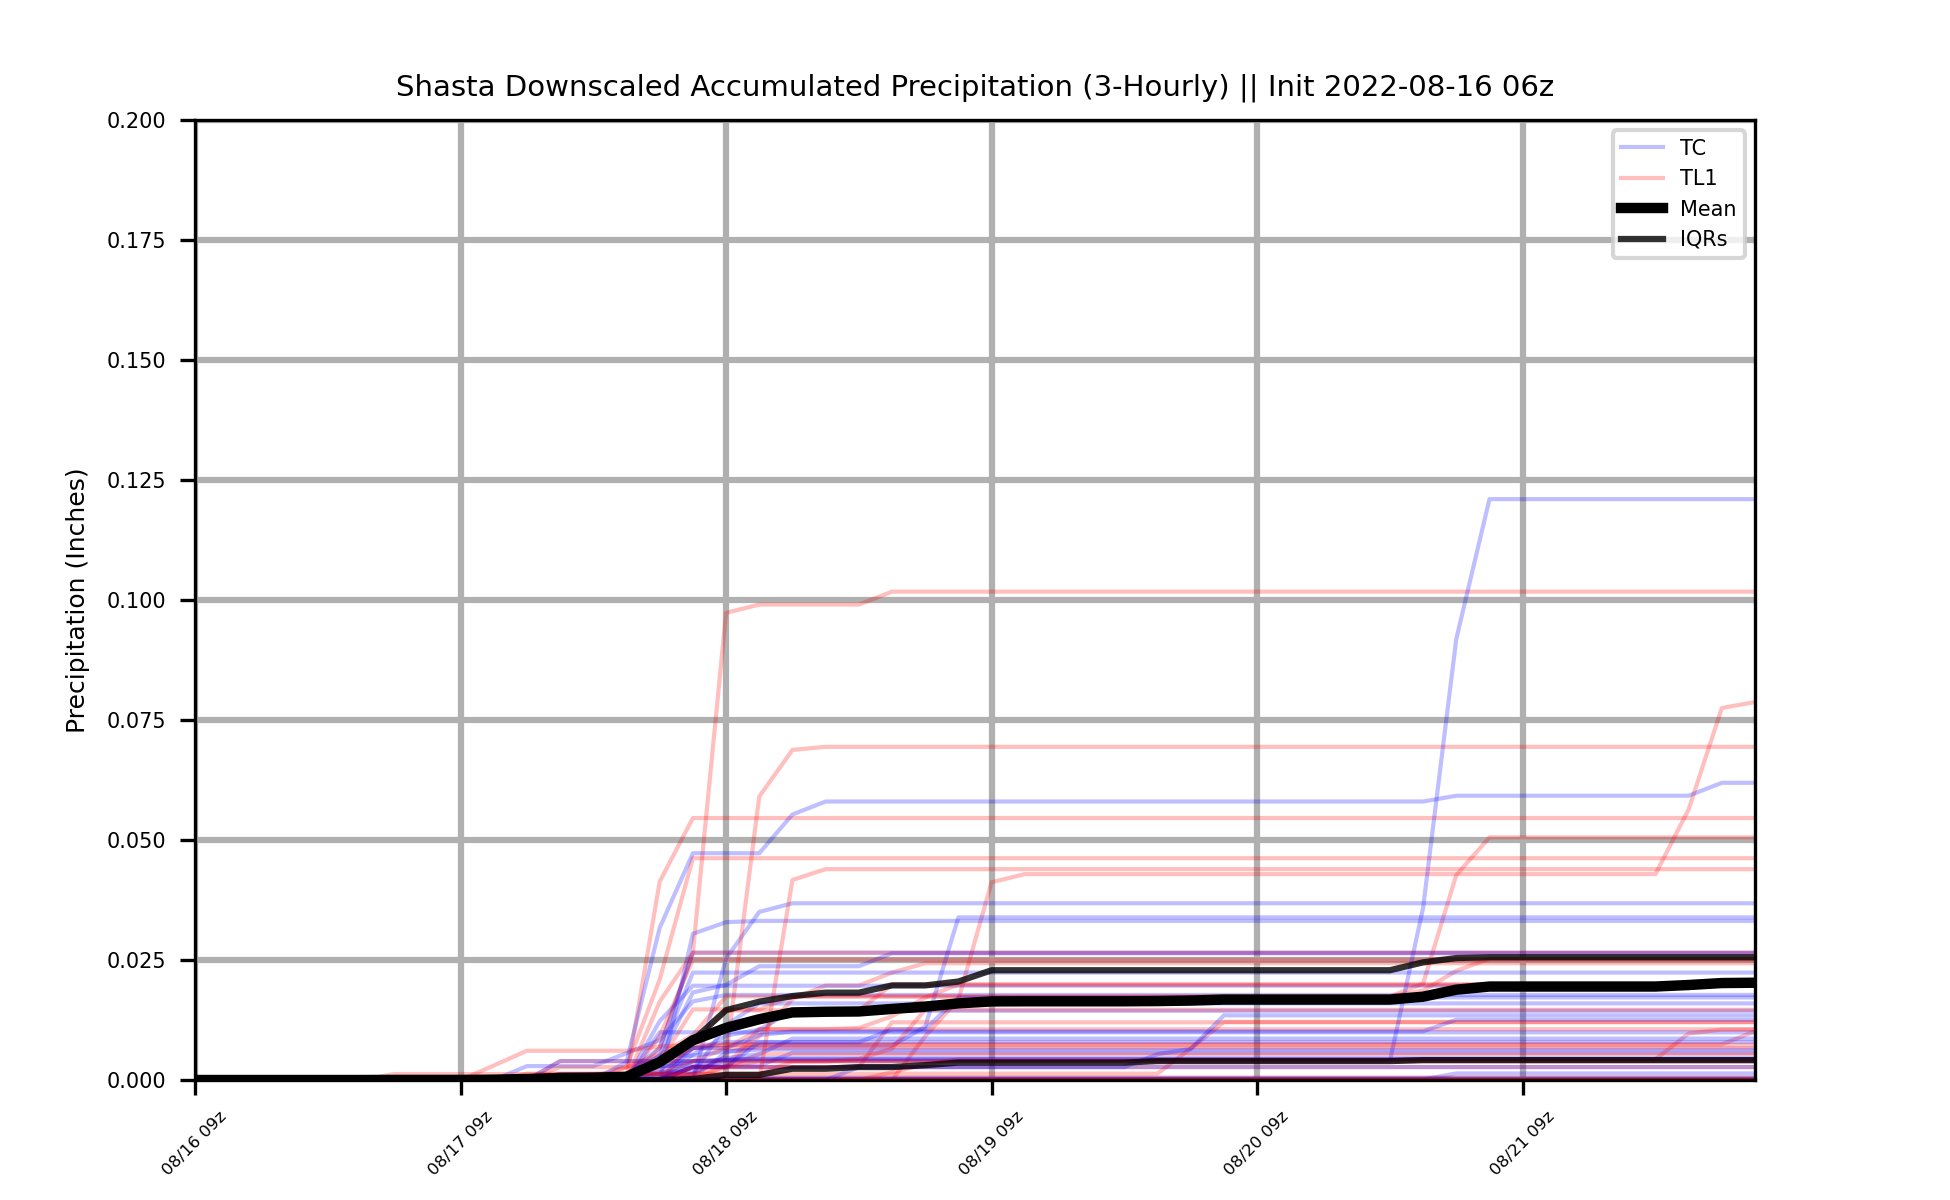 Shasta Downscaled Accumulated Precipitation (3-Hourly) || Init 2022-08-16 06z
0.200
0.175
0.150
0.125
0.100
0.075
0.050
0.025
0.000
Precipitation (Inches)
TC
TL1
Mean
IQRs
08/16 09z
08/17 09z
08/18 09z
08/19 09z
08/20 09z
08/21 09z